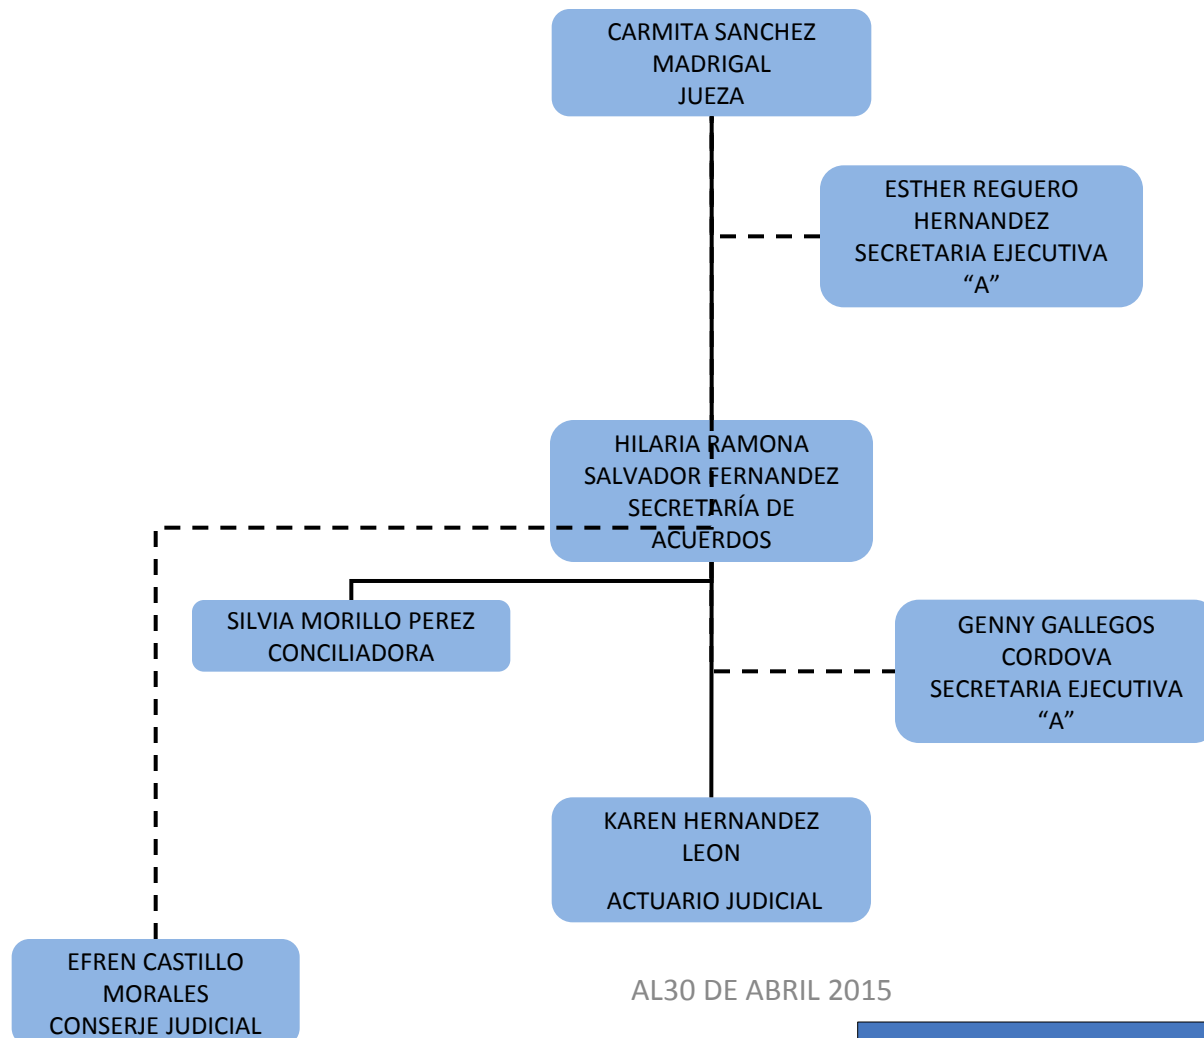 CARMITA SANCHEZ
MADRIGAL
JUEZA
ESTHER REGUERO
HERNANDEZ
SECRETARIA EJECUTIVA
“A”
HILARIA RAMONA
SALVADOR FERNANDEZ
SECRETARÍA DE
ACUERDOS
SILVIA MORILLO PEREZ
CONCILIADORA
GENNY GALLEGOS
CORDOVA
SECRETARIA EJECUTIVA
“A”
KAREN HERNANDEZ
LEON
ACTUARIO JUDICIAL
EFREN CASTILLO
MORALES
CONSERJE JUDICIAL
AL30 DE ABRIL 2015